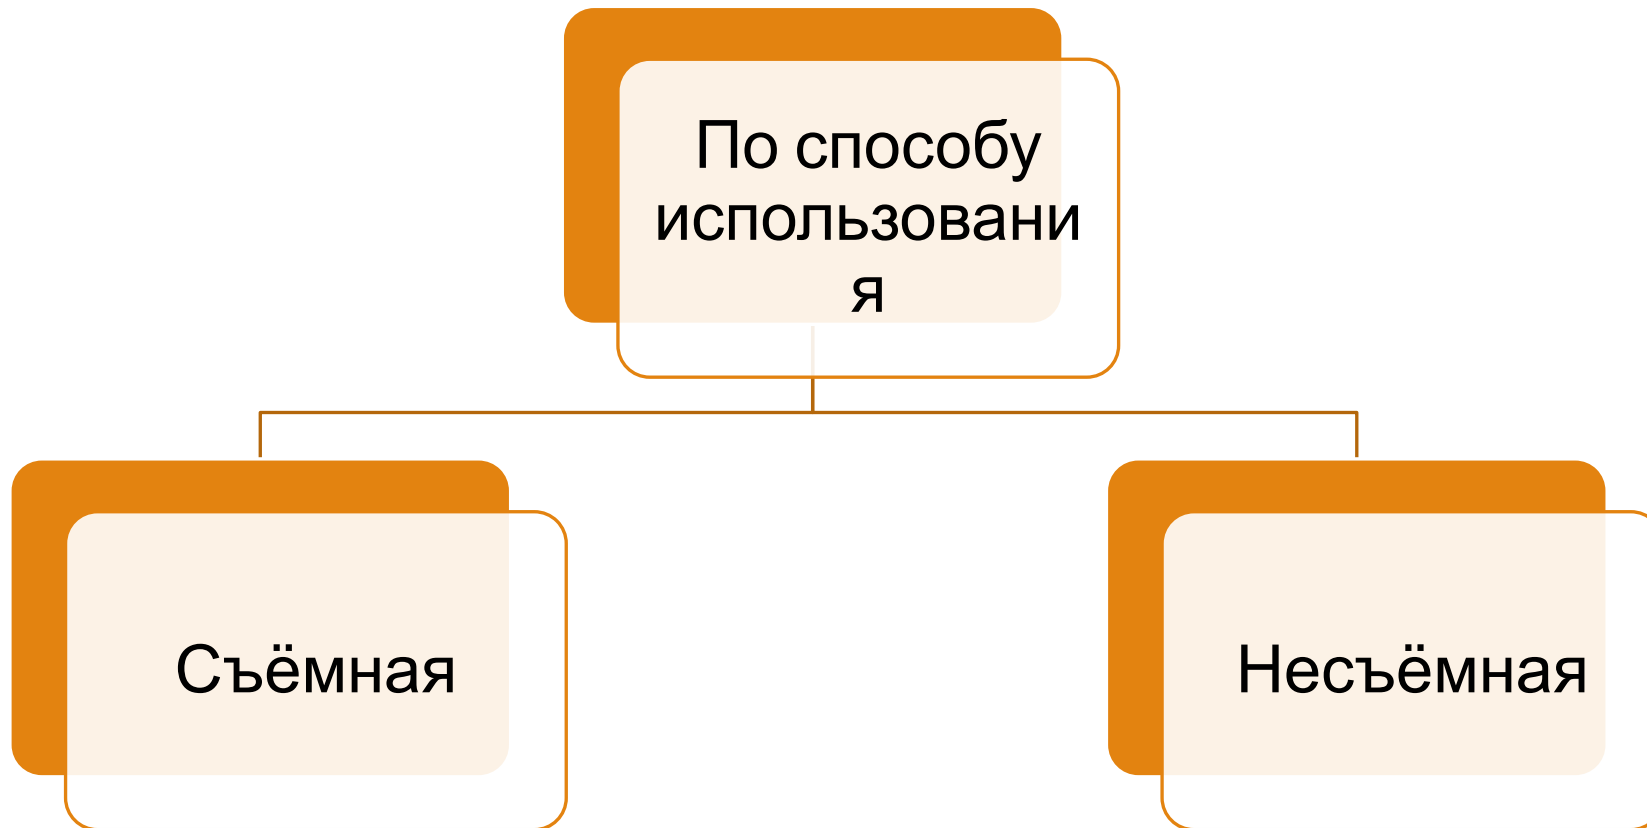 По способу
использовани
я
Съёмная
Несъёмная